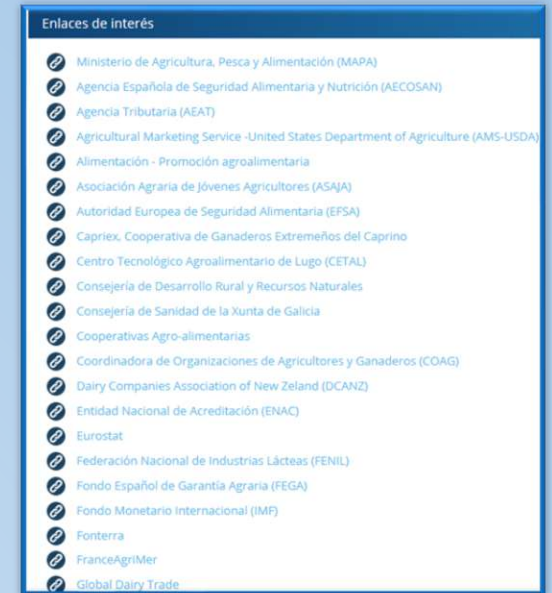 Enlaces de interés
Ministerio de Agricultura, Pesca y Alimentación (MAPA)
Agencia Española de Seguridad Alimentaria y Nutrición (AECOSAN)
Agencia Tributaria (AEAT)
Agricultural Marketing Service -United States Department of Agriculture (AMS-USDA)
Alimentación - Promoción agroalimentaria
Asociación Agraria de Jóvenes Agricultores (ASAJA)
Autoridad Europea de Seguridad Alimentaria (EFSA)
Capriex, Cooperativa de Ganaderos Extremeños del Caprino
Centro Tecnológico Agroalimentario de Lugo (CETAL)
Consejería de Desarrollo Rural y Recursos Naturales
Consejería de Sanidad de la Xunta de Galicia
Cooperativas Agro-alimentarias
Coordinadora de Organizaciones de Agricultores y Ganaderos (COAG)
Dairy Companies Association of New Zeland (DCANZ)
Entidad Nacional de Acreditación (ENAC)
Eurostat
Federación Nacional de Industrias Lácteas (FENIL)
Fondo Español de Garantía Agraria (FEGA)
Fondo Monetario Internacional (IMF)
Fonterra
FranceAgriMer
Global Dairy Trade